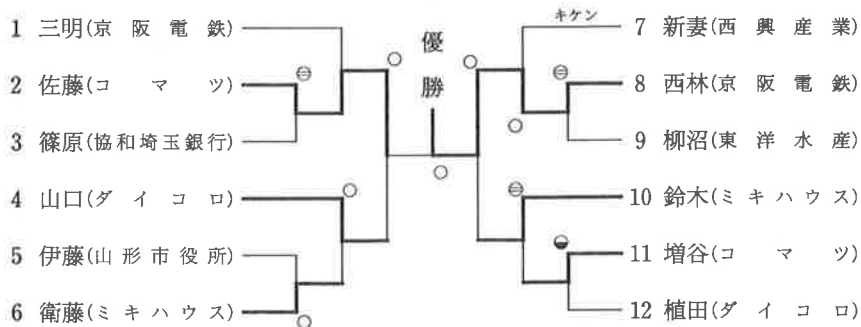 1 三明(京阪電鉄)
2 佐藤(コマツ)
3 篠原(協和埼玉銀行)
4 山口(ダイコロ)
5 伊藤(山形市役所)
6 衛藤(ミキハウス)
優勝
キケン
7 新妻(西興産業)
8 西林(京阪電鉄)
9 柳沼(東洋水産)
10 鈴木(ミキハウス)
11 増谷(コマツ)
12 植田(ダイコロ)